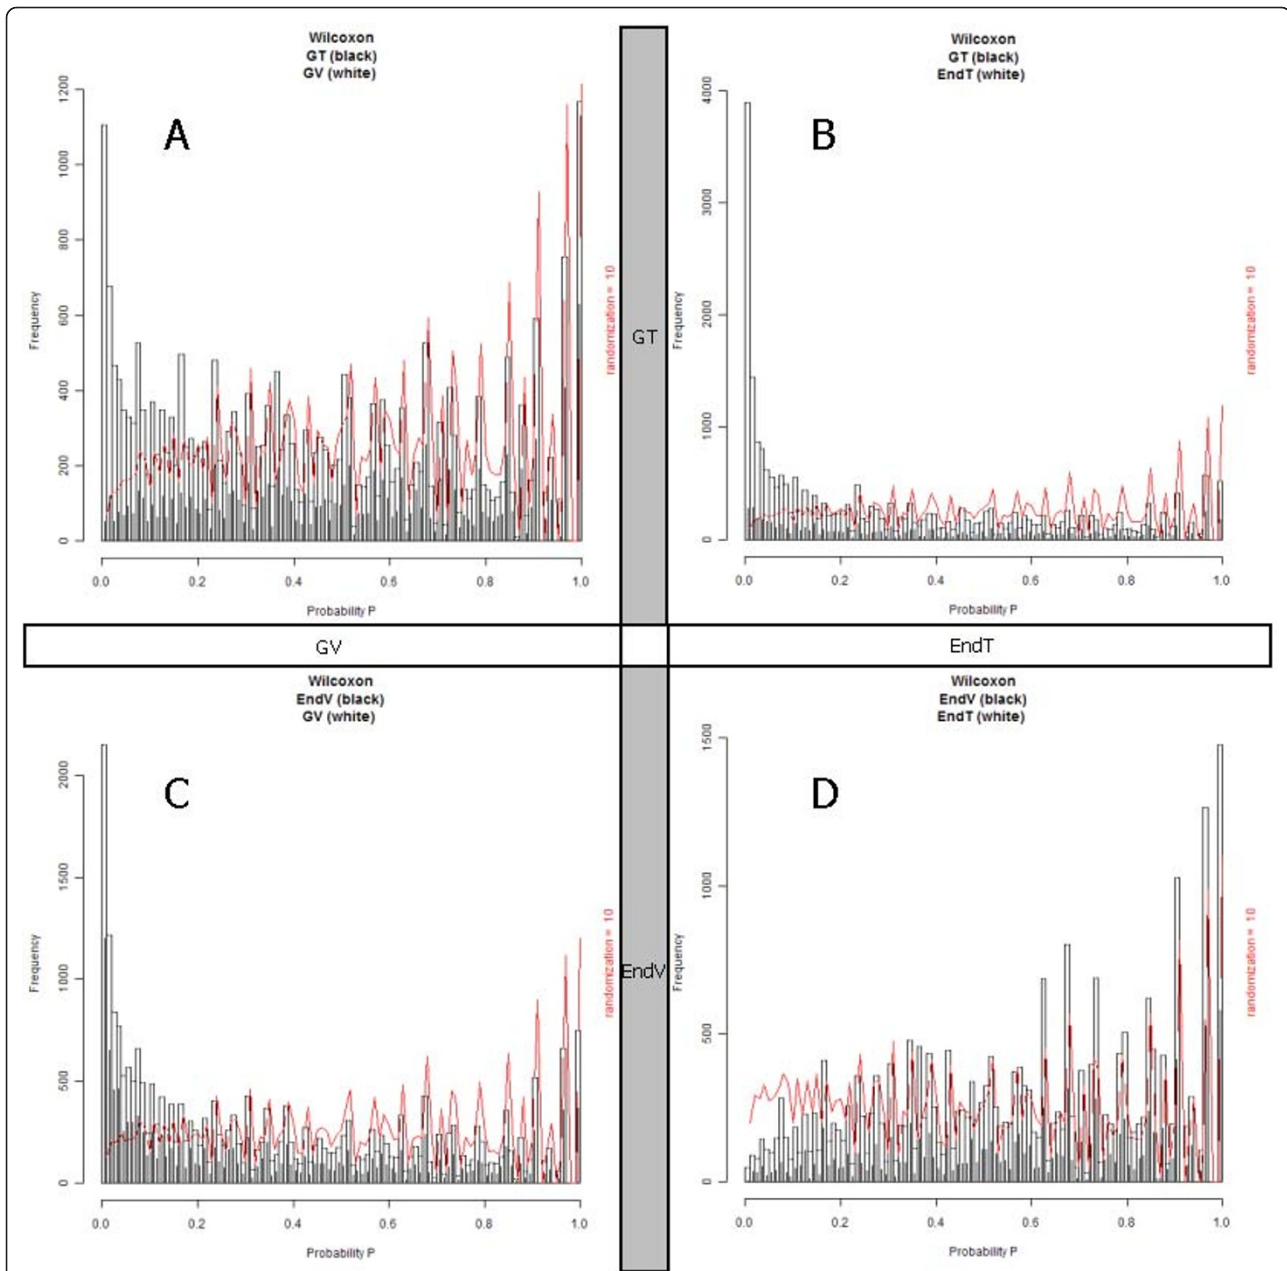 Wilcoxon
GT (black)
GV (white)
A
1200
1000
800
600
400
200
0
Frequency
0.0 0.2 0.4 0.6 0.8 1.0
Probability P
randomization = 10
GT
Wilcoxon
GT (black)
EndT (white)
B
4000
3000
2000
1000
0
Frequency
0.0 0.2 0.4 0.6 0.8 1.0
Probability P
randomization = 10
GV
EndT
Wilcoxon
EndV (black)
GV (white)
C
2000
1500
1000
500
0
Frequency
0.0 0.2 0.4 0.6 0.8 1.0
Probability P
randomization = 10
EndV
Wilcoxon
EndV (black)
EndT (white)
D
1500
1000
500
0
Frequency
0.0 0.2 0.4 0.6 0.8 1.0
Probability P
randomization = 10